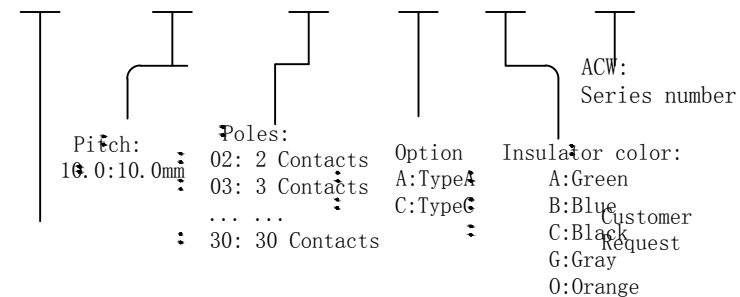 ACW:
Series number
Pitch:
10.0:10.0mm
Poles:
02: 2 Contacts
03: 3 Contacts
... ...
30: 30 Contacts
Option
A:TypeA
C:TypeC
Insulator color:
A:Green
B:Blue
C:Black
G:Gray
O:Orange
Customer
Request